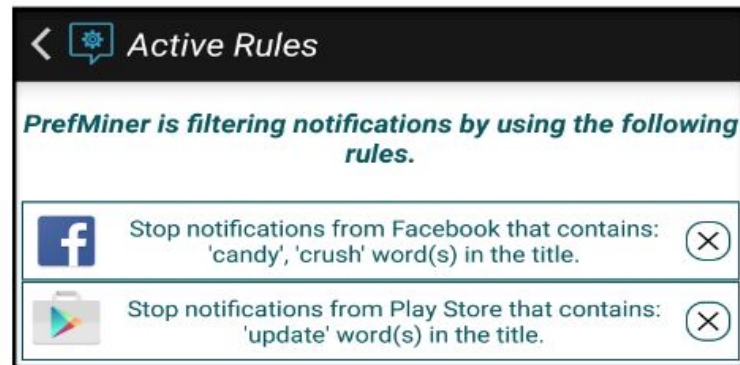 Active Rules
PrefMiner is filtering notifications by using the following
rules.
Stop notifications from Facebook that contains:
'candy', 'crush' word(s) in the title.
Stop notifications from Play Store that contains:
'update' word(s) in the title.